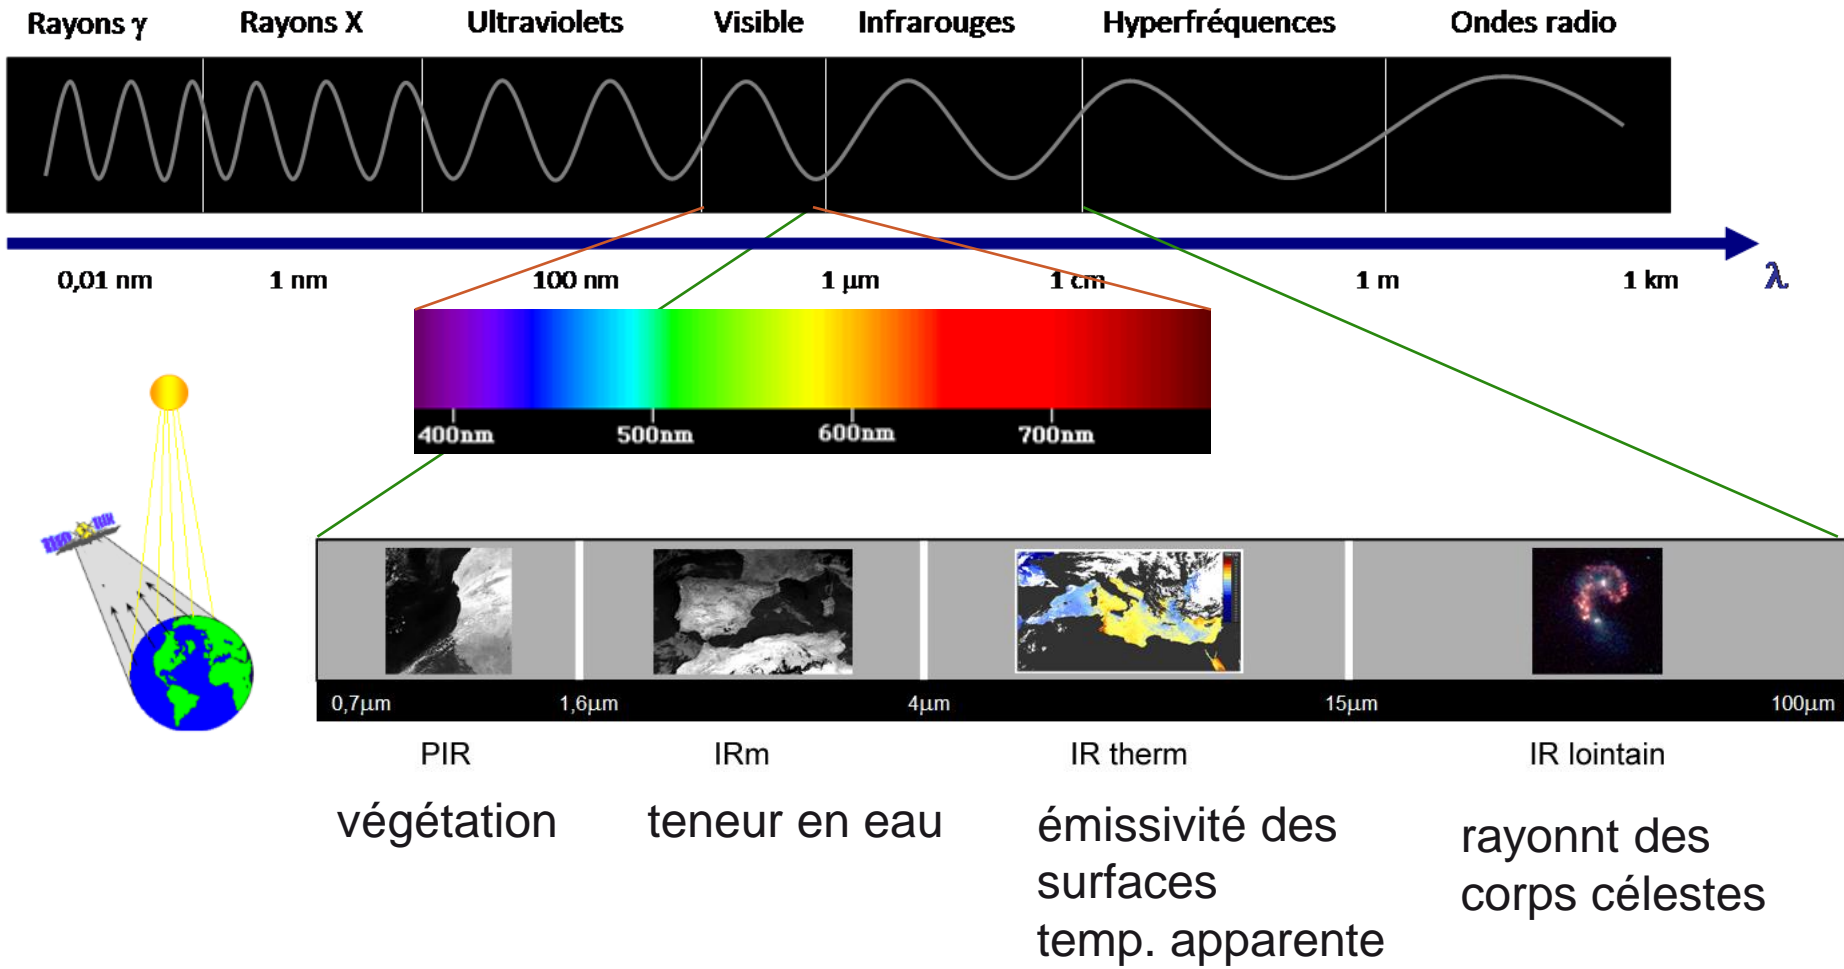 Rayons γ Rayons X Ultraviolets Visible Infrarouges Hyperfréquences Ondes radio
0,01 nm 1 nm 100 nm 1 μm 1 cm 1 m 1 km λ
400nm 500nm 600nm 700nm
0,7μm 1,6μm 4μm 15μm 100μm
PIR IRm IR therm IR lointain
végétation teneur en eau
émissivité des
surfaces
temp. apparente
rayonnt des
corps célestes